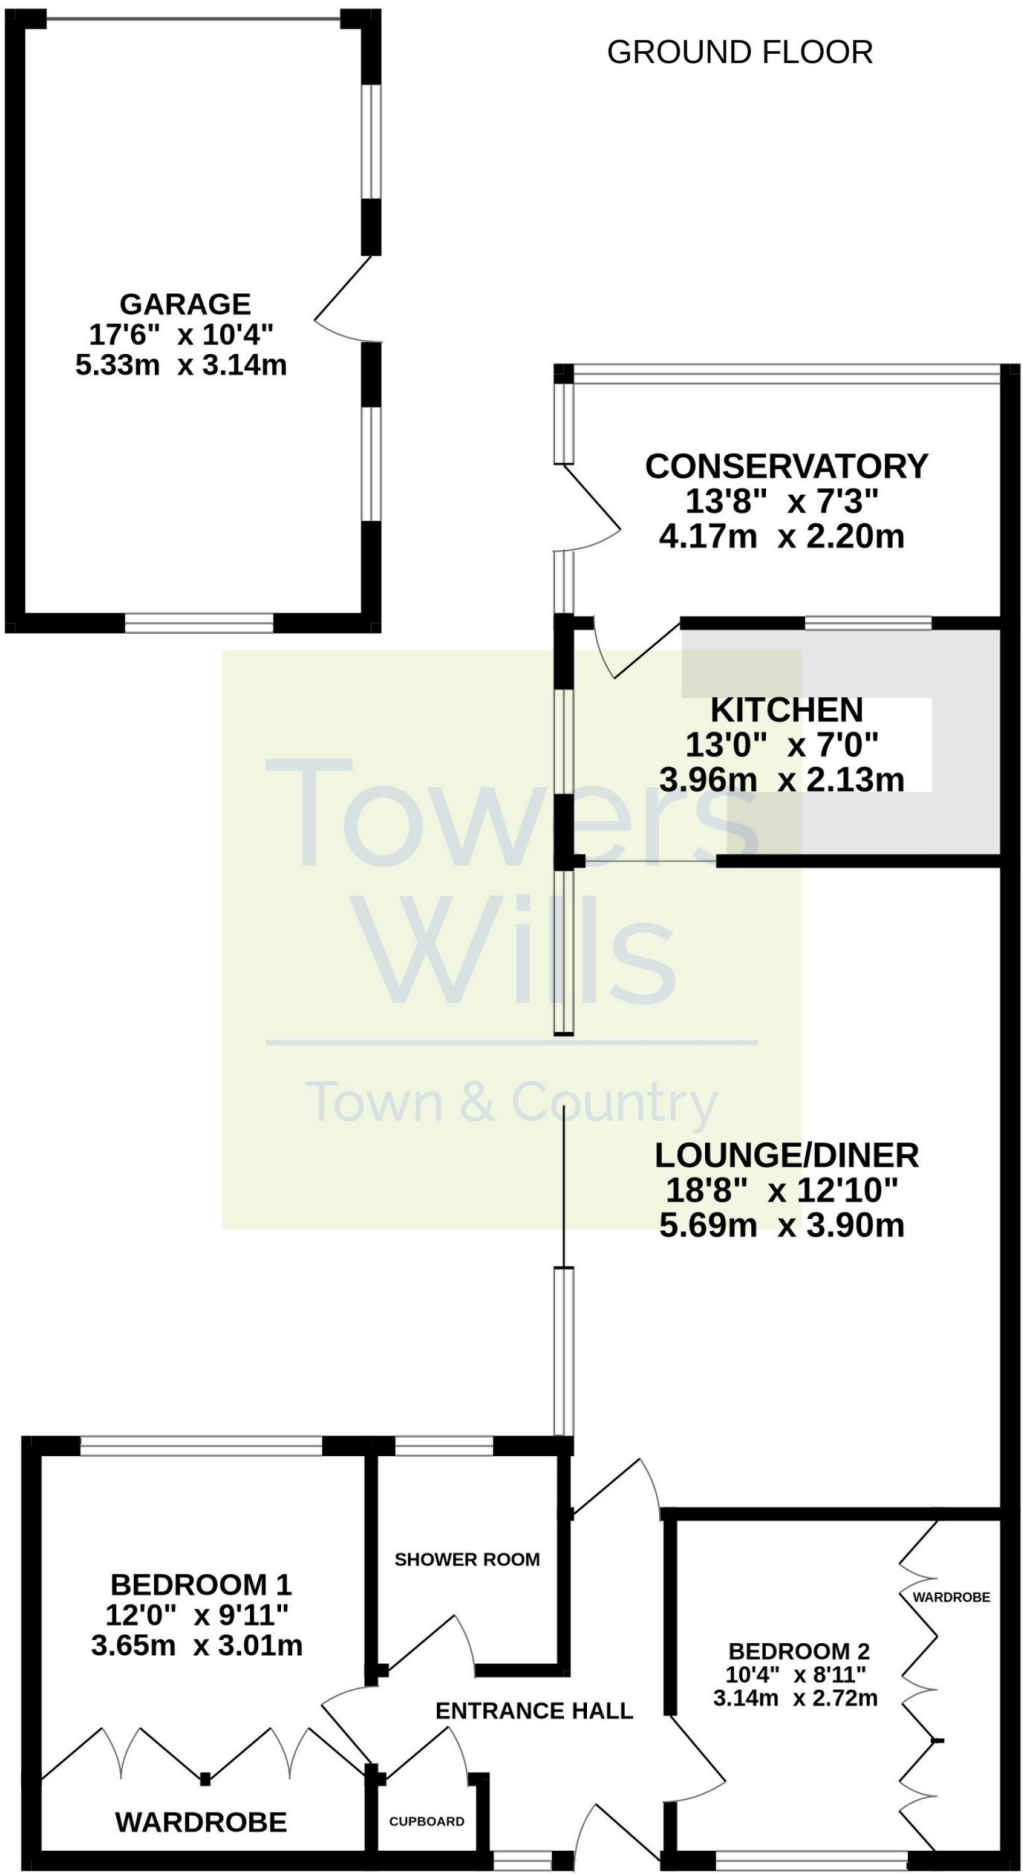 GROUND FLOOR
GARAGE
17'6" x 10'4"
5.33m x 3.14m
CONSERVATORY
13'8" x 7'3"
4.17m x 2.20m
KITCHEN
13'0" x 7'0"
3.96m x 2.13m
Towers
Wills
Town & Country
LOUNGE/DINER
18'8" x 12'10"
5.69m x 3.90m
SHOWER ROOM
BEDROOM 1
12'0" x 9'11"
3.65m x 3.01m
WARDROBE
BEDROOM 2
10'4" x 8'11"
3.14m x 2.72m
ENTRANCE HALL
WARDROBE
CUPBOARD